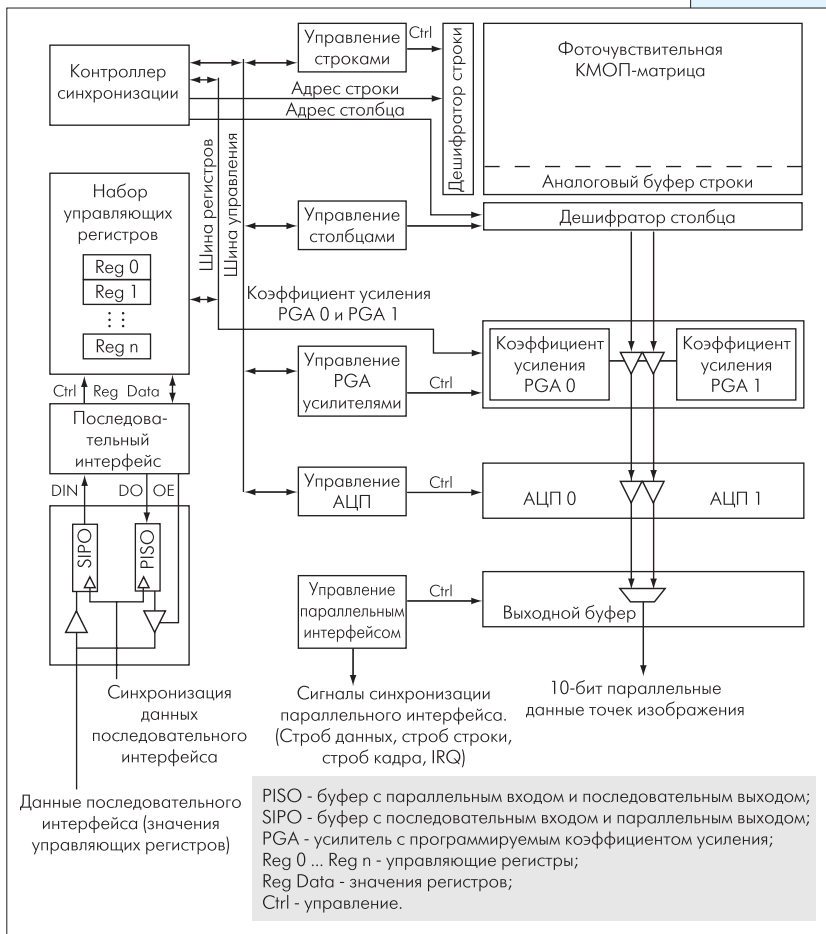 Контроллер
синхронизации
Управление
строками
Ctrl
Дешифратор строки
Фоточувствительная
КМОП-матрица
Адрес строки
Адрес столбца
Аналоговый буфер строки
Шина регистров
Шина управления
Набор
управляющих
регистров
Reg 0
Reg 1
Reg n
Управление
столбцами
Дешифратор столбца
Коэффициент усиления
PGA 0 и PGA 1
Коэффициент
усиления
PGA 0
Коэффициент
усиления
PGA 1
Управление
PGA
усилителями
Ctrl
Ctrl Reg Data
Последова-
тельный
интерфейс
DIN DO OE
SIPO
PISO
Управление
АЦП
Ctrl
АЦП 0
АЦП 1
Управление
параллельным
интерфейсом
Ctrl
Выходной буфер
Синхронизация
данных
последовательного
интерфейса
Сигналы синхронизации
параллельного интерфейса.
(Строб данных, строб строки,
строб кадра, IRQ)
10-бит параллельные
данные точек изображения
Данные последовательного
интерфейса (значения
управляющих регистров)
PISO - буфер с параллельным входом и последовательным выходом;
SIPO - буфер с последовательным входом и параллельным выходом;
PGA - усилитель с программируемым коэффициентом усиления;
Reg 0 ... Reg n - управляющие регистры;
Reg Data - значения регистров;
Ctrl - управление.